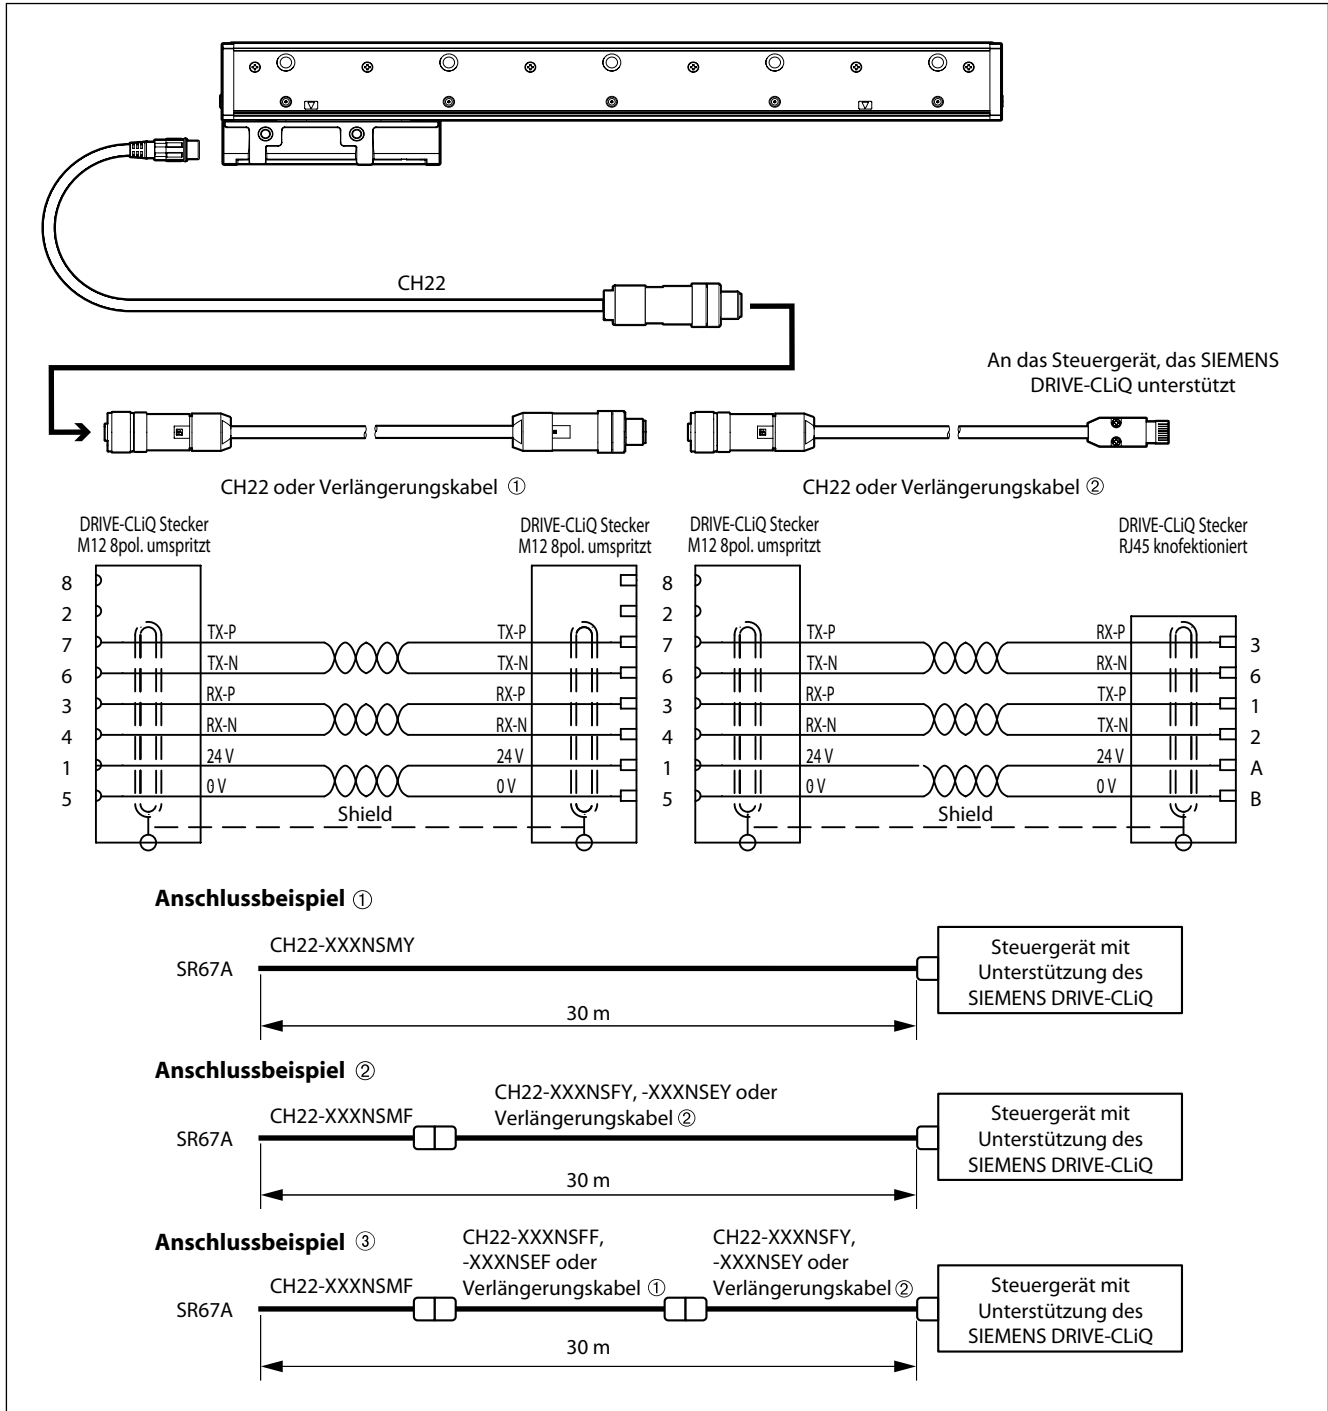 CH22
An das Steuergerät, das SIEMENS
DRIVE-CLiQ unterstützt
CH22 oder Verlängerungskabel ①
CH22 oder Verlängerungskabel ②
DRIVE-CLiQ Stecker
M12 8pol. umspritzt
DRIVE-CLiQ Stecker
M12 8pol. umspritzt
DRIVE-CLiQ Stecker
M12 8pol. umspritzt
DRIVE-CLiQ Stecker
RJ45 knofektioniert
8
8
2
2
7 TX-P TX-P
7 TX-P RX-P 3
6 TX-N TX-N
6 TX-N RX-N 6
3 RX-P RX-P
3 RX-P TX-P 1
4 RX-N RX-N
4 RX-N TX-N 2
1 24 V 24 V
1 24 V 24 V A
5 0 V 0 V
5 0 V 0 V B
Shield
Shield
Anschlussbeispiel ①
CH22-XXXNSMY
SR67A
30 m
Steuergerät mit
Unterstützung des
SIEMENS DRIVE-CLiQ
Anschlussbeispiel ②
CH22-XXXNSMF
CH22-XXXNSFY, -XXXNSEY oder
Verlängerungskabel ②
SR67A
30 m
Steuergerät mit
Unterstützung des
SIEMENS DRIVE-CLiQ
Anschlussbeispiel ③
CH22-XXXNSMF
CH22-XXXNSFF,
-XXXNSEF oder
Verlängerungskabel ①
CH22-XXXNSFY,
-XXXNSEY oder
Verlängerungskabel ②
SR67A
30 m
Steuergerät mit
Unterstützung des
SIEMENS DRIVE-CLiQ